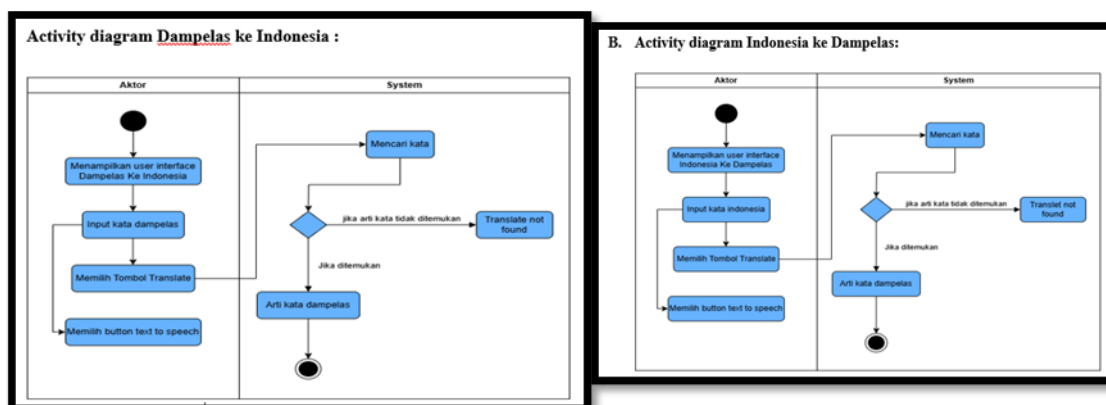 Activity diagram Dampelas ke Indonesia :
Aktor
System
Menampilkan user interface
Dampelas Ke Indonesia
Input kata dampelas
Memilih Tombol Translate
Memilih button text to speech
Mencari kata
jika arti kata tidak ditemukan
Translate not
found
Jika ditemukan
Arti kata dampelas
B. Activity diagram Indonesia ke Dampelas:
Aktor
System
Menampilkan user interface
Indonesia Ke Dampelas
Input kata indonesia
Memilih Tombol Translate
Memilih button text to speech
Mencari kata
jika arti kata tidak ditemukan
Translet not
found
Jika ditemukan
Arti kata dampelas